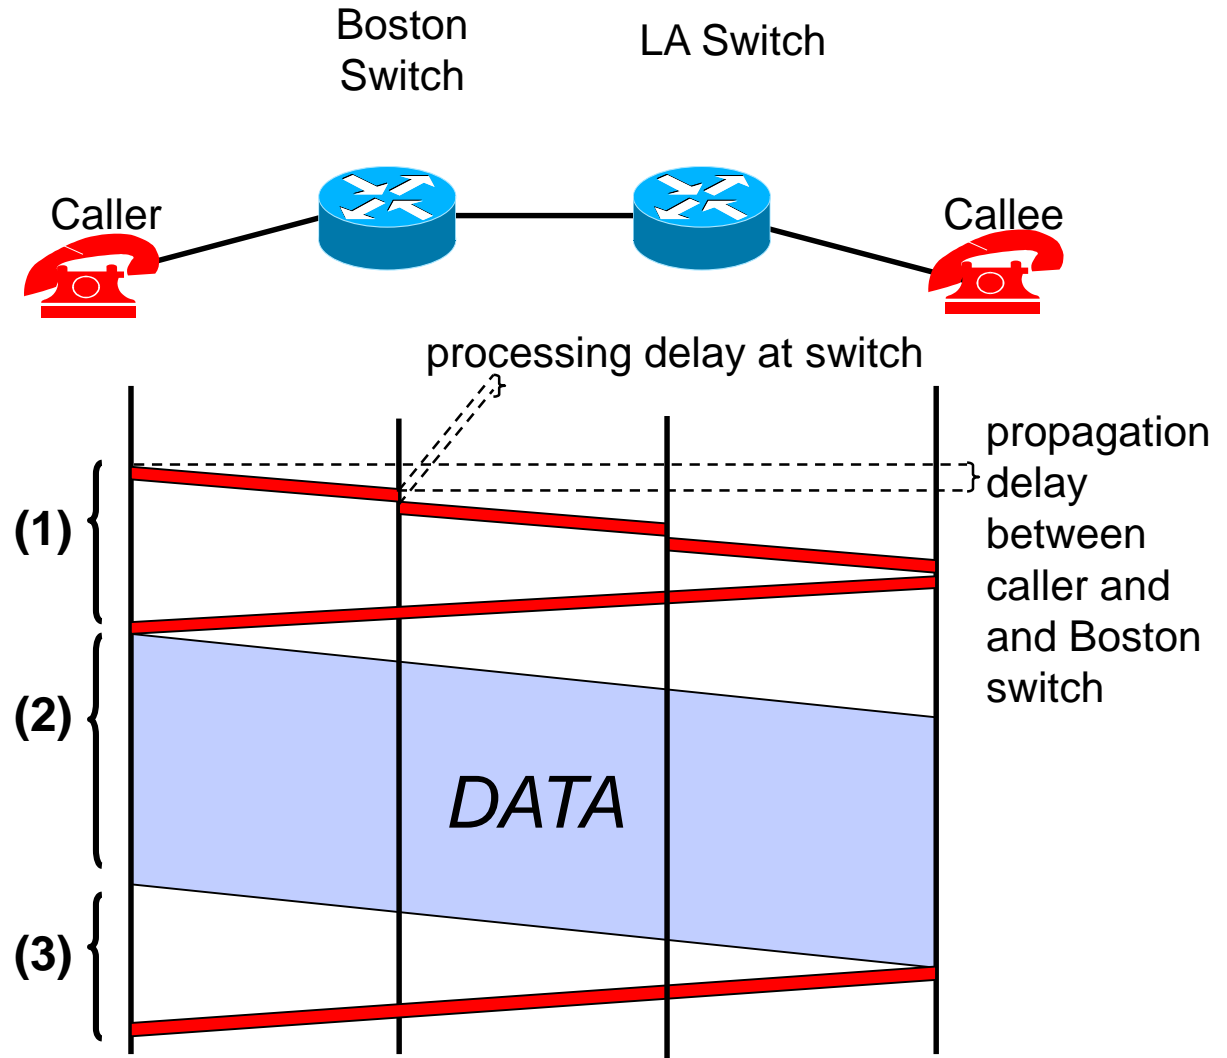 Boston
Switch
LA Switch
Caller
Callee
processing delay at switch
propagation
delay
between
caller and
and Boston
switch
(1)
(2)
DATA
(3)